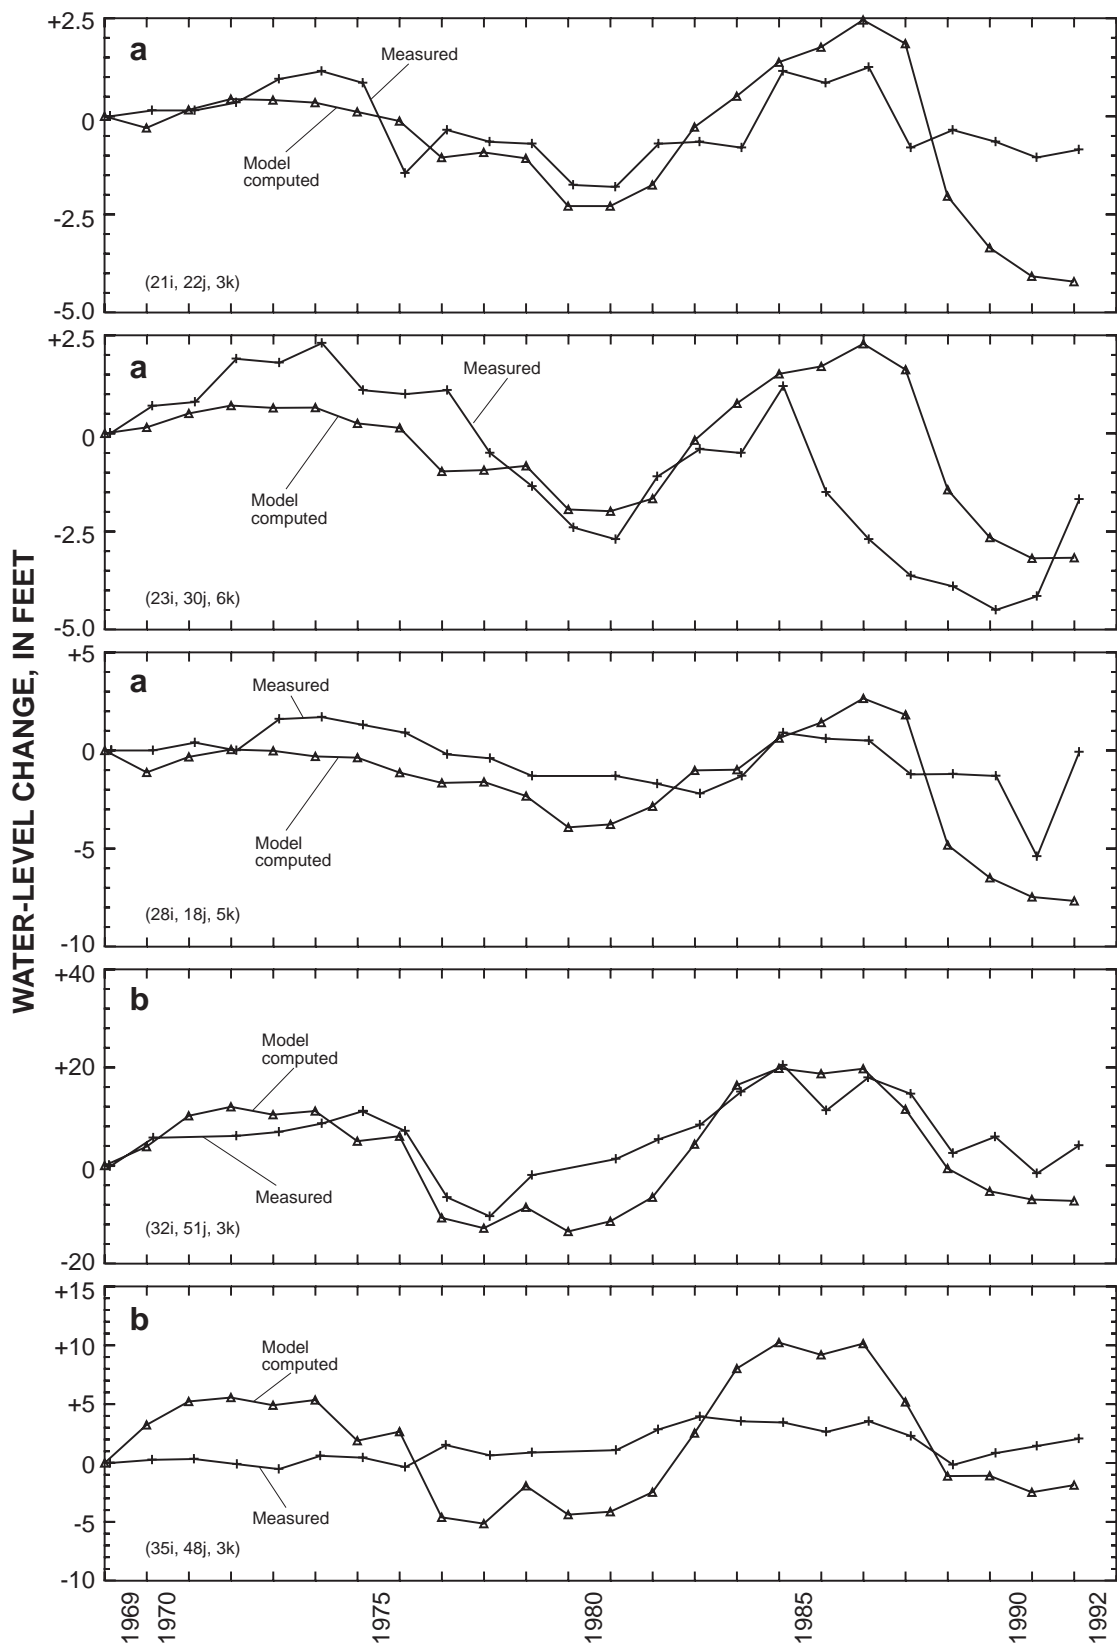 WATER-LEVEL CHANGE, IN FEET
+2.5
0
-2.5
-5.0
a
Measured
Model
computed
(21i, 22j, 3k)
+2.5
0
-2.5
-5.0
a
Measured
Model
computed
(23i, 30j, 6k)
+5
0
-5
-10
a
Measured
Model
computed
(28i, 18j, 5k)
+40
+20
0
-20
b
Model
computed
Measured
(32i, 51j, 3k)
+15
+10
+5
0
-5
-10
b
Model
computed
Measured
(35i, 48j, 3k)
1969
1970
1975
1980
1985
1990
1992